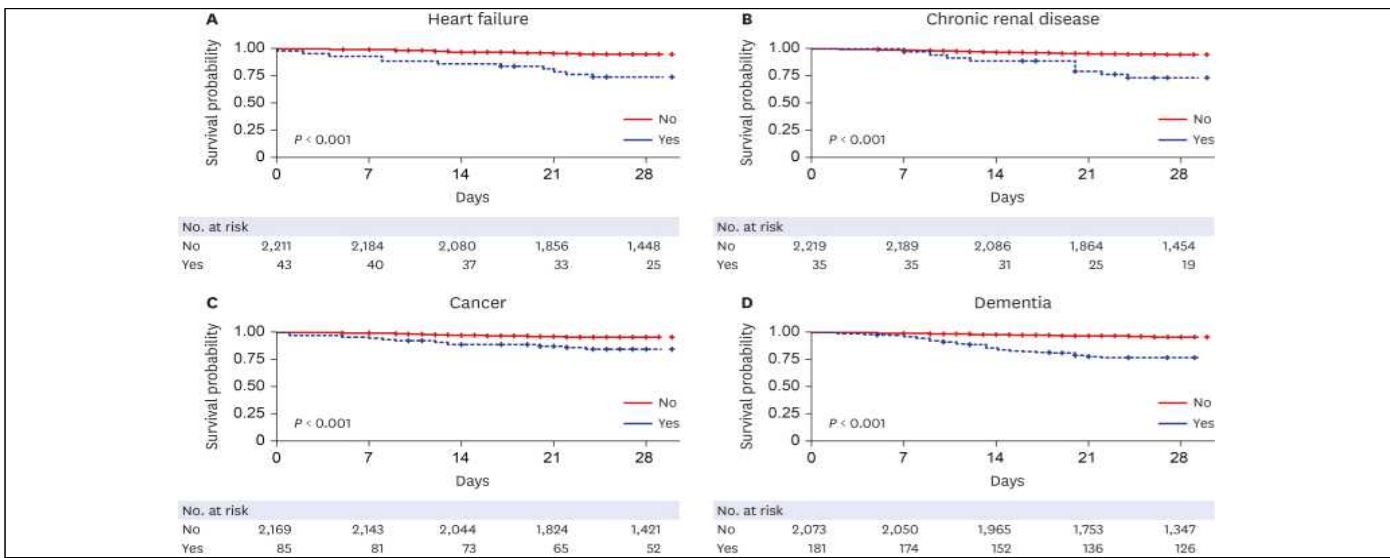 A Heart failure
1.00
0.75
0.50
0.25
0
Survival probability
P < 0.001
No
Yes
0 7 14 21 28
Days
No. at risk
No 2,211 2,184 2,080 1,856 1,448
Yes 43 40 37 33 25
B Chronic renal disease
1.00
0.75
0.50
0.25
0
Survival probability
P < 0.001
No
Yes
0 7 14 21 28
Days
No. at risk
No 2,219 2,189 2,086 1,864 1,454
Yes 35 35 31 25 19
C Cancer
1.00
0.75
0.50
0.25
0
Survival probability
P < 0.001
No
Yes
0 7 14 21 28
Days
No. at risk
No 2,169 2,143 2,044 1,824 1,421
Yes 85 81 73 65 52
D Dementia
1.00
0.75
0.50
0.25
0
Survival probability
P < 0.001
No
Yes
0 7 14 21 28
Days
No. at risk
No 2,073 2,050 1,965 1,753 1,347
Yes 181 174 152 136 126